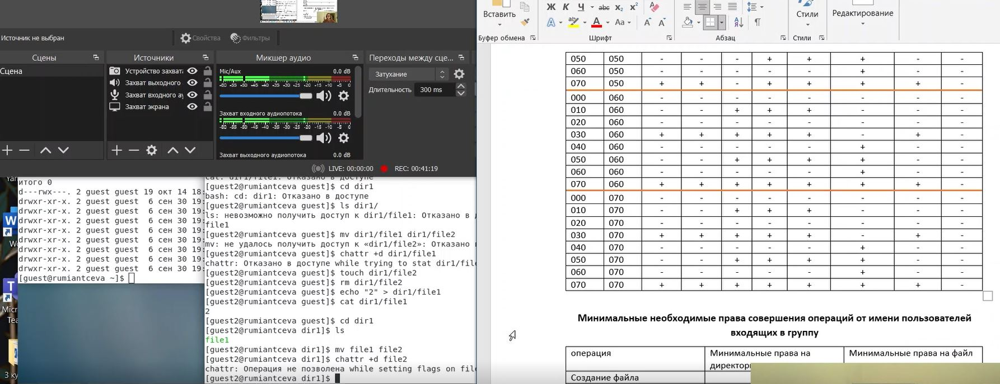 Источник не выбран
Свойства
Фильтры
Сцены
Источники
Микшер аудио
Переходы между сце...
Сцена
Устройство захвата
Захват выходного
Захват входного ау
Захват экрана
Mic/Aux 0.0 dB
-60 -55 -50 -45 -40 -35 -30 -25 -20 -15 -10 -5 0
Захват входного аудиопотока 0.0 dB
-60 -55 -50 -45 -40 -35 -30 -25 -20 -15 -10 -5 0
Захват выходного аудиопотока 0.0 dB
Затухание
Длительность 300 ms
LIVE: 00:00:00 REC: 00:41:19
итого 0
d---rwx---. 2 guest guest 19 окт 14 18:
drwxr-xr-x. 2 guest guest 6 сен 30 19:
drwxr-xr-x. 2 guest guest 6 сен 30 19:
drwxr-xr-x. 2 guest guest 6 сен 30 19:
drwxr-xr-x. 2 guest guest 6 сен 30 19:
drwxr-xr-x. 2 guest guest 6 сен 30 19:
drwxr-xr-x. 2 guest guest 6 сен 30 19:
drwxr-xr-x. 2 guest guest 6 сен 30 19:
drwxr-xr-x. 2 guest guest 6 сен 30 19:
[guest@rumiantceva ~]$
Micr
Tea
3 ку
cat: dir1/file1: Отказано в доступе
[guest2@rumiantceva guest]$ cd dir1
bash: cd: dir1: Отказано в доступе
[guest2@rumiantceva guest]$ ls dir1/
ls: невозможно получить доступ к dir1/file1: Отказано в д
file1
[guest2@rumiantceva guest]$ mv dir1/file1 dir1/file2
mv: не удалось получить доступ к «dir1/file2»: Отказано в
[guest2@rumiantceva guest]$ chattr +d dir1/file1
chattr: Отказано в доступе while trying to stat dir1/file
[guest2@rumiantceva guest]$ touch dir1/file2
[guest2@rumiantceva guest]$ rm dir1/file2
[guest2@rumiantceva guest]$ echo "2" > dir1/file1
[guest2@rumiantceva guest]$ cat dir1/file1
2
[guest2@rumiantceva guest]$ cd dir1
[guest2@rumiantceva dir1]$ ls
file1
[guest2@rumiantceva dir1]$ mv file1 file2
[guest2@rumiantceva dir1]$ chattr +d file2
chattr: Операция не позволена while setting flags on file
[guest2@rumiantceva dir1]$
Вставить
Буфер обмена
Ж К Ч abc x₂ x²
A ab A Aa A A
Шрифт
Абзац
Стили
Стили
Редактирование
050 050 - - - + + + - -
060 050 - - - - - + - -
070 050 + + - + + + + -
000 060 - - - - - - - -
010 060 - - + + + - - -
020 060 - - - - - - - -
030 060 + + + + + - + -
040 060 - - - - - + - -
050 060 - - + + + + - -
060 060 - - - - - + - -
070 060 + + + + + + + -
000 070 - - - - - - - -
010 070 - - + + + - - -
020 070 - - - - - - - -
030 070 + + + + + - + -
040 070 - - - - - + - -
050 070 - - + + + + - -
060 070 - - - - - + - -
070 070 + + + + + + + -
Минимальные необходимые права совершения операций от имени пользователей
входящих в группу
операция
Минимальные права на
директор
Минимальные права на файл
Создание файла